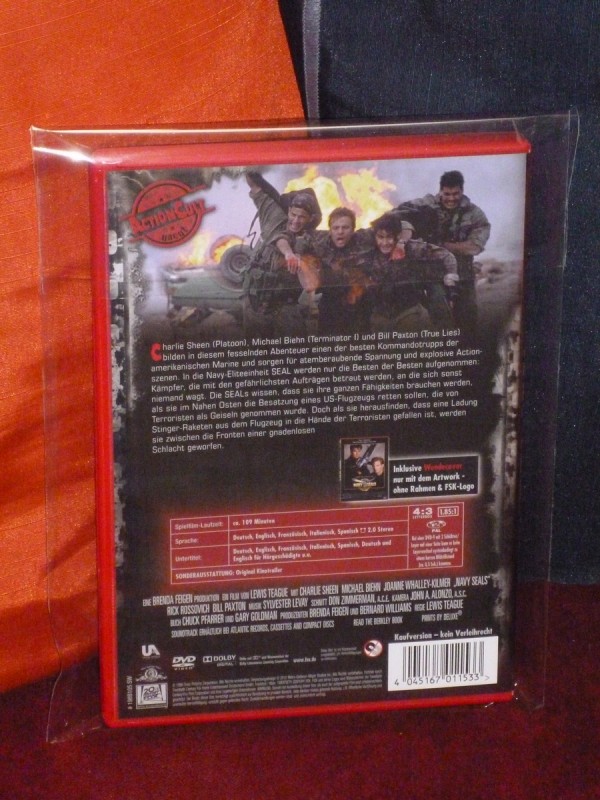 ACTION CULT
uncut
Charlie Sheen (Platoon), Michael Biehn (Terminator I) und Bill Paxton (True Lies)
bilden in diesem fesselnden Abenteuer einen der besten Kommandotrupps der
amerikanischen Marine und sorgen für atemberaubende Spannung und explosive Action-
szenen. In die Navy-Eliteeinheit SEAL werden nur die Besten der Besten aufgenommen:
Kämpfer, die mit den gefährlichsten Aufträgen betraut werden, an die sich sonst
niemand wagt. Die SEALs wissen, dass sie ihre ganzen Fähigkeiten brauchen werden,
als sie im Nahen Osten die Besatzung eines US-Flugzeugs retten sollen, die von
Terroristen als Geiseln genommen wurde. Doch als sie herausfinden, dass eine Ladung
Stinger-Raketen aus dem Flugzeug in die Hände der Terroristen gefallen ist, werden
sie zwischen die Fronten einer gnadenlosen
Schlacht geworfen.
Inklusive Wendecover
nur mit dem Artwork -
ohne Rahmen & FSK-Logo
Spielfilm-Laufzeit: ca. 109 Minuten
Sprache: Deutsch, Englisch, Französisch, Italienisch, Spanisch 2.0 Stereo
Untertitel: Deutsch, Englisch, Französisch, Italienisch, Spanisch, Deutsch und
Englisch für Hörgeschädigte u.a.
SONDERAUSSTATTUNG: Original Kinotrailer
4:3
1.85:1
PAL
EINE BRENDA FEIGEN PRODUKTION EIN FILM VON LEWIS TEAGUE MIT CHARLIE SHEEN MICHAEL BIEHN JOANNE WHALLEY-KILMER „NAVY SEALS"
RICK ROSSOVICH BILL PAXTON MUSIK SYLVESTER LEVAY SCHNITT DON ZIMMERMAN, A.C.E. KAMERA JOHN A. ALONZO, A.S.C.
BUCH CHUCK PFARRER UND GARY GOLDMAN PRODUZENTEN BRENDA FEIGEN UND BERNARD WILLIAMS REGIE LEWIS TEAGUE
SOUNDTRACK ERHÄLTLICH BEI ATLANTIC RECORDS, CASSETTES AND COMPACT DISCS READ THE BERKLEY BOOK PRINTS BY DELUXE
Kaufversion – kein Verleihrecht
UA
DVD
VIDEO
DOLBY
DIGITAL
www.fox.de
4 045167 011533 >